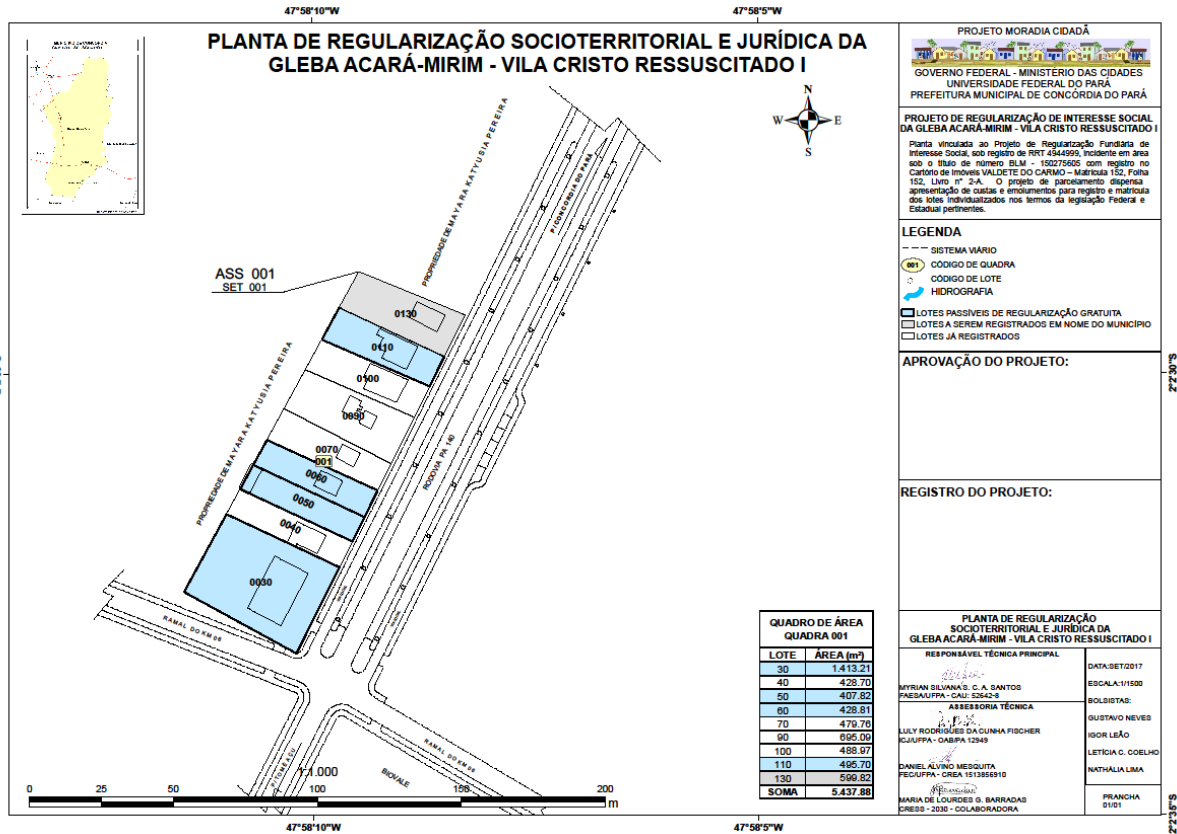 47°58'10"W
47°58'5"W
PLANTA DE REGULARIZAÇÃO SOCIOTERRITORIAL E JURÍDICA DA
GLEBA ACARÁ-MIRIM - VILA CRISTO RESSUSCITADO I
N
W
E
S
PROPRIEDADE DE MAYARA KATYUSIA PEREIRA
P/ CONCORDIA DO PARÁ
ASS 001
SET 001
0130
0110
0100
0090
0070
001
0060
0050
0040
0030
PROPRIEDADE DE MAYARA KATYUSIA PEREIRA
RODOVIA PA 140
RAMAL DO KM 06
RAMAL DO KM 06
BIOVALE
1:1.000
0
50
100
150
200
m
47°58'10"W
47°58'5"W
2°2'30"S
2°2'35"S
QUADRO DE ÁREA
QUADRA 001
LOTE ÁREA (m²)
30 1.413.21
40 428.70
50 407.82
60 428.81
70 479.76
90 695.09
100 488.97
110 495.70
130 599.82
SOMA 5.437.88
PROJETO MORADIA CIDADÃ
GOVERNO FEDERAL - MINISTÉRIO DAS CIDADES
UNIVERSIDADE FEDERAL DO PARÁ
PREFEITURA MUNICIPAL DE CONCÓRDIA DO PARÁ
PROJETO DE REGULARIZAÇÃO DE INTERESSE SOCIAL
DA GLEBA ACARÁ-MIRIM - VILA CRISTO RESSUSCITADO I
Planta vinculada ao Projeto de Regularização Fundiária de
Interesse Social, sob registro de RRT 4944999, incidente em área
sob o título de número BLM - 150275605 com registro no
Cartório de Imóveis VALDETE DO CARMO – Matrícula 152, Folha
152, Livro n° 2-A. O projeto de parcelamento dispensa
apresentação de custas e emolumentos para registro e matrícula
dos lotes individualizados nos termos da legislação Federal e
Estadual pertinentes.
LEGENDA
SISTEMA VIÁRIO
001 CÓDIGO DE QUADRA
CÓDIGO DE LOTE
HIDROGRAFIA
LOTES PASSÍVEIS DE REGULARIZAÇÃO GRATUITA
LOTES A SEREM REGISTRADOS EM NOME DO MUNICÍPIO
LOTES JÁ REGISTRADOS
APROVAÇÃO DO PROJETO:
REGISTRO DO PROJETO:
PLANTA DE REGULARIZAÇÃO
SOCIOTERRITORIAL E JURÍDICA DA
GLEBA ACARÁ-MIRIM - VILA CRISTO RESSUSCITADO I
RESPONSÁVEL TÉCNICA PRINCIPAL
MYRIAN SILVANA S. C. A. SANTOS
FAESA/UFPA - CAU: 52642-8
ASSESSORIA TÉCNICA
LULY RODRIGUES DA CUNHA FISCHER
ICJ/UFPA - OAB/PA 12949
DANIEL ALVINO MESQUITA
FEC/UFPA - CREA 1513856910
MARIA DE LOURDES G. BARRADAS
CRESS - 2030 - COLABORADORA
DATA:SET/2017
ESCALA:1/1500
BOLSISTAS:
GUSTAVO NEVES
IGOR LEÃO
LETÍCIA C. COELHO
NATHÁLIA LIMA
PRANCHA
01/01